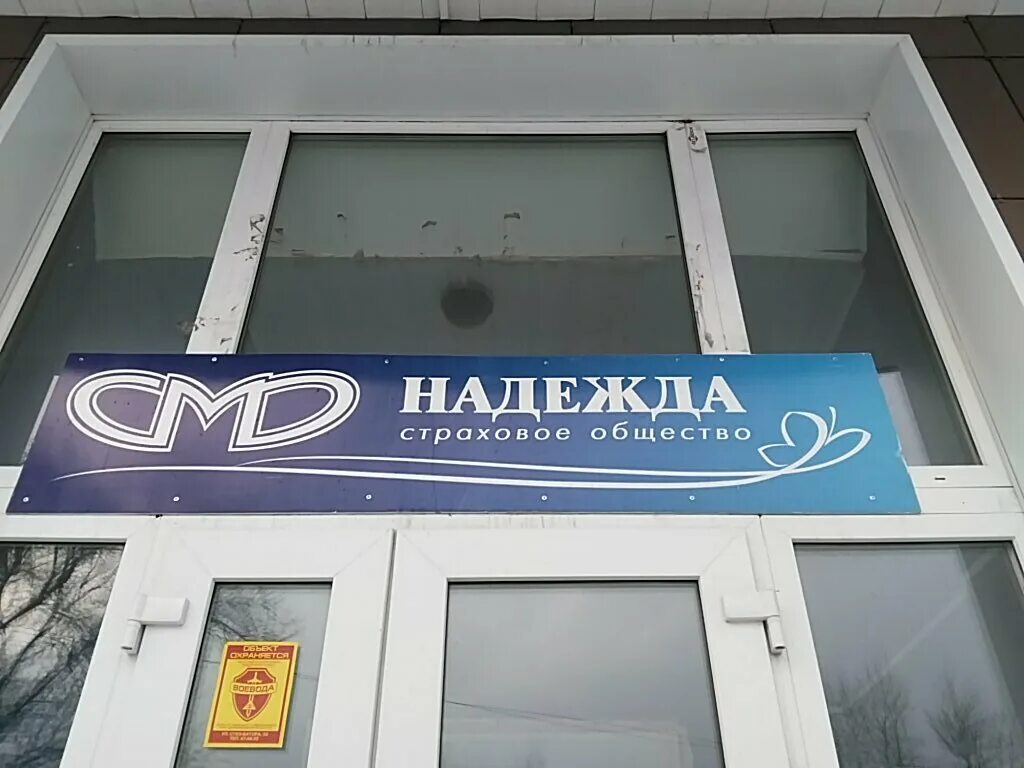 СМД НАДЕЖДА
страховое общество
ОБЪЕКТ
ОХРАНЯЕТСЯ
ВОЕВОДА